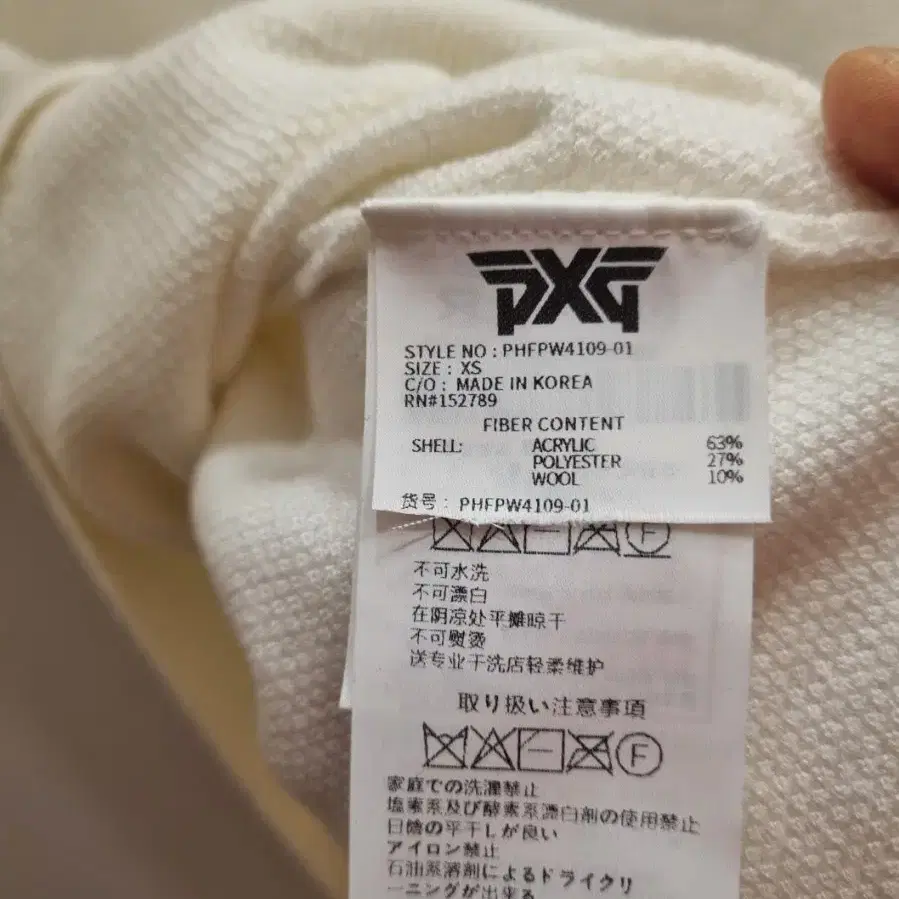 PXG
STYLE NO : PHFPW4109-01
SIZE : XS
C/O : MADE IN KOREA
RN#152789
FIBER CONTENT
SHELL: ACRYLIC 63%
POLYESTER 27%
WOOL 10%
货号: PHFPW4109-01
不可水洗
不可漂白
在阴凉处平摊晾干
不可熨烫
送专业干洗店轻柔维护
取り扱い注意事項
F
家庭での洗濯禁止
塩素系及び酵素系漂白剤の使用禁止
日陰の平干しが良い
アイロン禁止
石油系溶剤によるドライクリ
ーニングが出来る